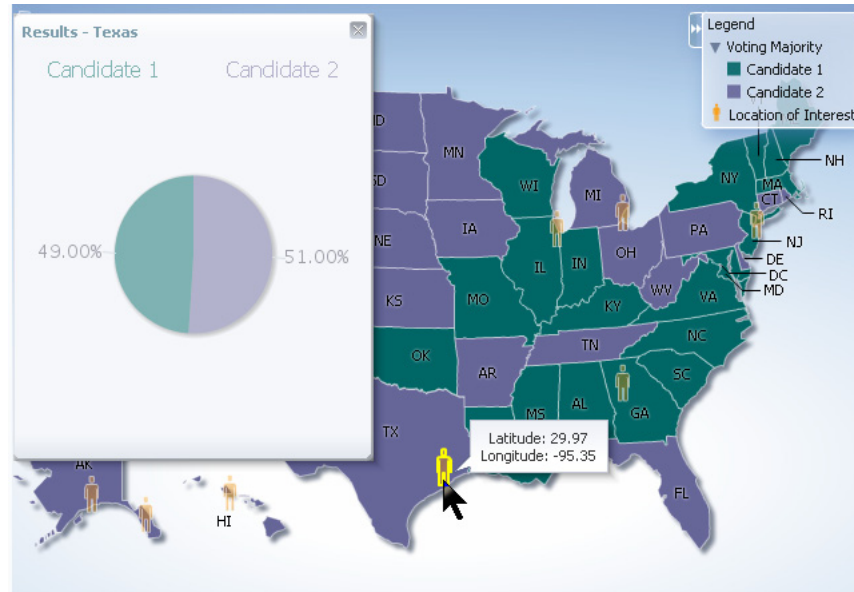 Results - Texas
Candidate 1
Candidate 2
49.00%
51.00%
Legend
Voting Majority
Candidate 1
Candidate 2
Location of Interest
ND
MN
SD
WI
MI
NY
NH
MA
CT
RI
NE
IA
PA
NJ
OH
DE
IL
IN
DC
WV
MD
KS
MO
KY
VA
TN
NC
OK
AR
SC
MS
AL
GA
TX
Latitude: 29.97
Longitude: -95.35
AK
HI
FL